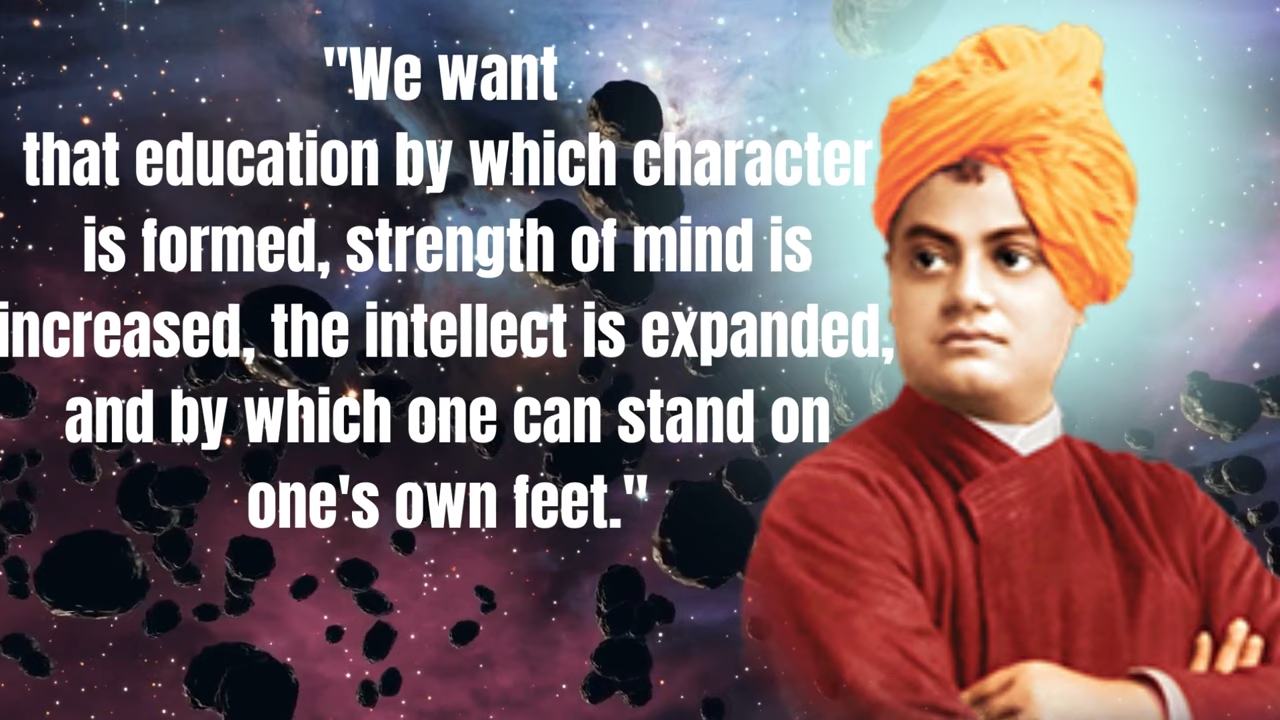 "We want
that education by which character
is formed, strength of mind is
increased, the intellect is expanded,
and by which one can stand on
one's own feet."